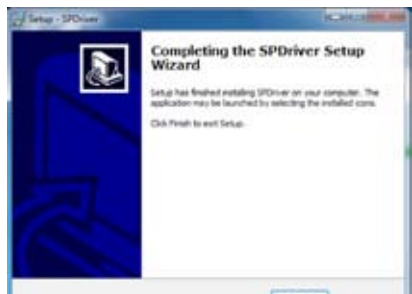 Setup - SPDriver
Completing the SPDriver Setup
Wizard
Setup has finished installing SPDriver on your computer. The
application may be launched by selecting the installed icons.
Click Finish to exit Setup.